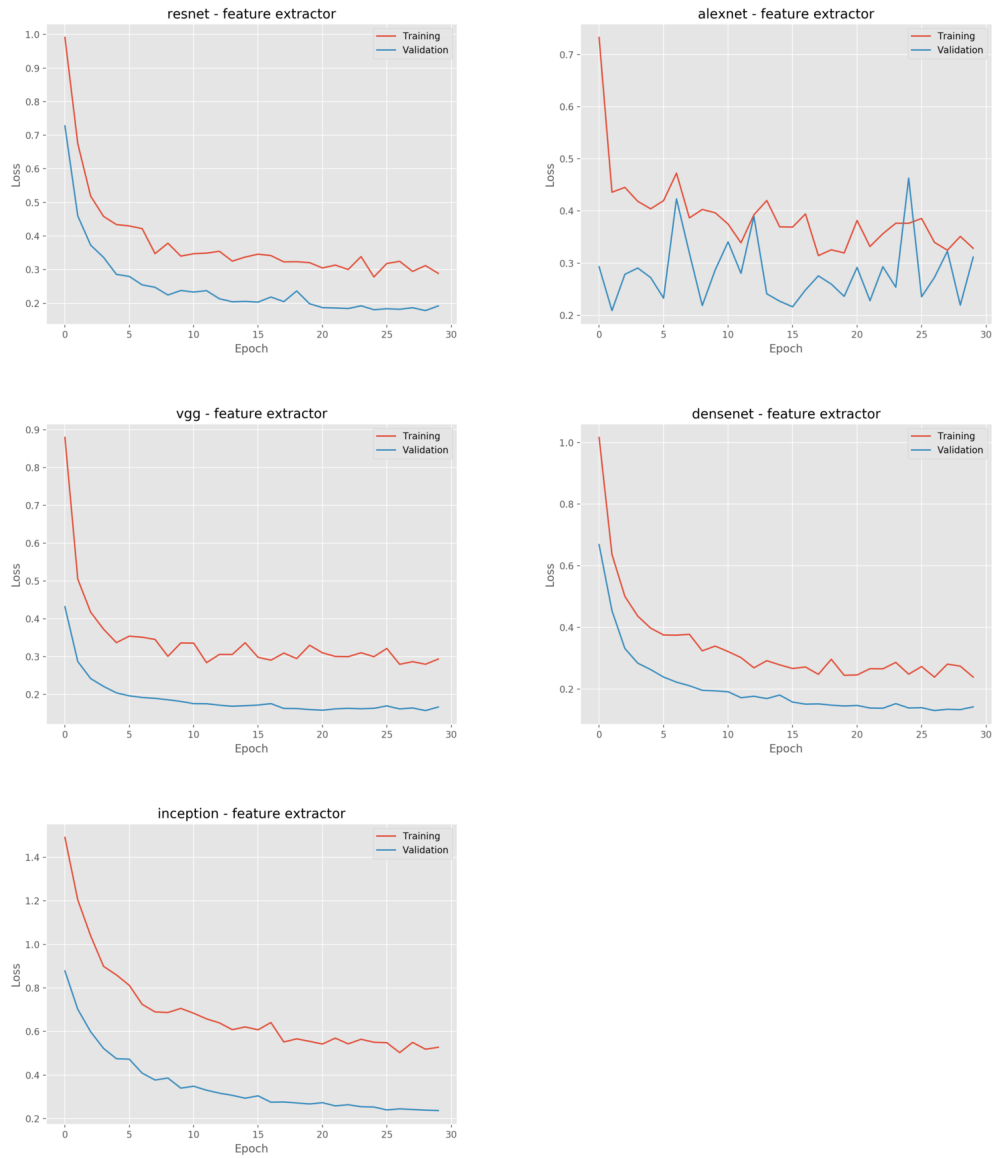 resnet - feature extractor
Training
Validation
Loss
1.0
0.9
0.8
0.7
0.6
0.5
0.4
0.3
0.2
0 5 10 15 20 25 30
Epoch
alexnet - feature extractor
Training
Validation
Loss
0.7
0.6
0.5
0.4
0.3
0.2
0 5 10 15 20 25 30
Epoch
vgg - feature extractor
Training
Validation
Loss
0.9
0.8
0.7
0.6
0.5
0.4
0.3
0.2
0 5 10 15 20 25 30
Epoch
densenet - feature extractor
Training
Validation
Loss
1.0
0.8
0.6
0.4
0.2
0 5 10 15 20 25 30
Epoch
inception - feature extractor
Training
Validation
Loss
1.4
1.2
1.0
0.8
0.6
0.4
0.2
0 5 10 15 20 25 30
Epoch